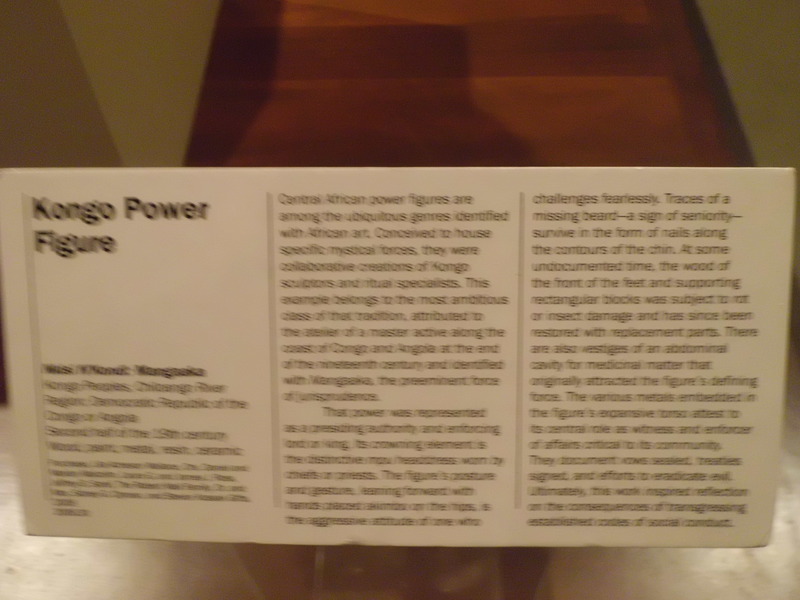 Kongo Power
Figure
Nkisi N'Kondi: Mangaaka
Kongo Peoples, Chiloango River
Region: Democratic Republic of the
Congo or Angola
Second half of the 19th century
Wood, paint, metal, resin, ceramic
Central African power figures are
among the ubiquitous genres identified
with African art. Conceived to house
specific mystical forces, they were
collaborative creations of Kongo
sculptors and ritual specialists. This
example belongs to the most ambitious
class of that tradition, attributed to
the atelier of a master active along the
coast of Congo and Angola at the end
of the nineteenth century and identified
with Mangaaka, the preeminent force
of jurisprudence.
That power was represented
as a presiding authority and enforcing
lord or king. Its crowning element is
the distinctive mpu headdress worn by
chiefs or priests. The figure's posture
and gesture, leaning forward with
hands placed akimbo on the hips, is
the aggressive attitude of one who
challenges fearlessly. Traces of a
missing beard—a sign of seniority—
survive in the form of nails along
the contours of the chin. At some
undocumented time, the wood of
the front of the feet and supporting
rectangular blocks was subject to rot
or insect damage and has since been
restored with replacement parts. There
are also vestiges of an abdominal
cavity for medicinal matter that
originally attracted the figure's defining
force. The various metals embedded in
the figure's expansive torso attest to
its central role as witness and enforcer
of affairs critical to its community.
They document vows sealed, treaties
signed, and efforts to eradicate evil.
Ultimately, this work inspired reflection
on the consequences of transgressing
established codes of social conduct.